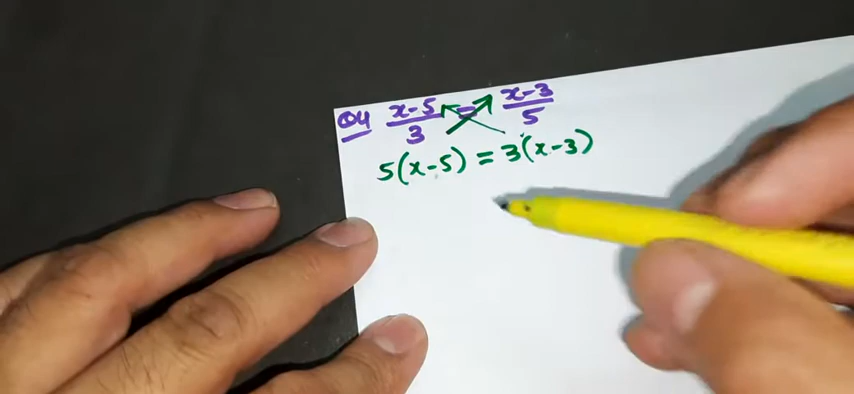 Q4 x-5/3 = x-3/5
5(x-5) = 3(x-3)